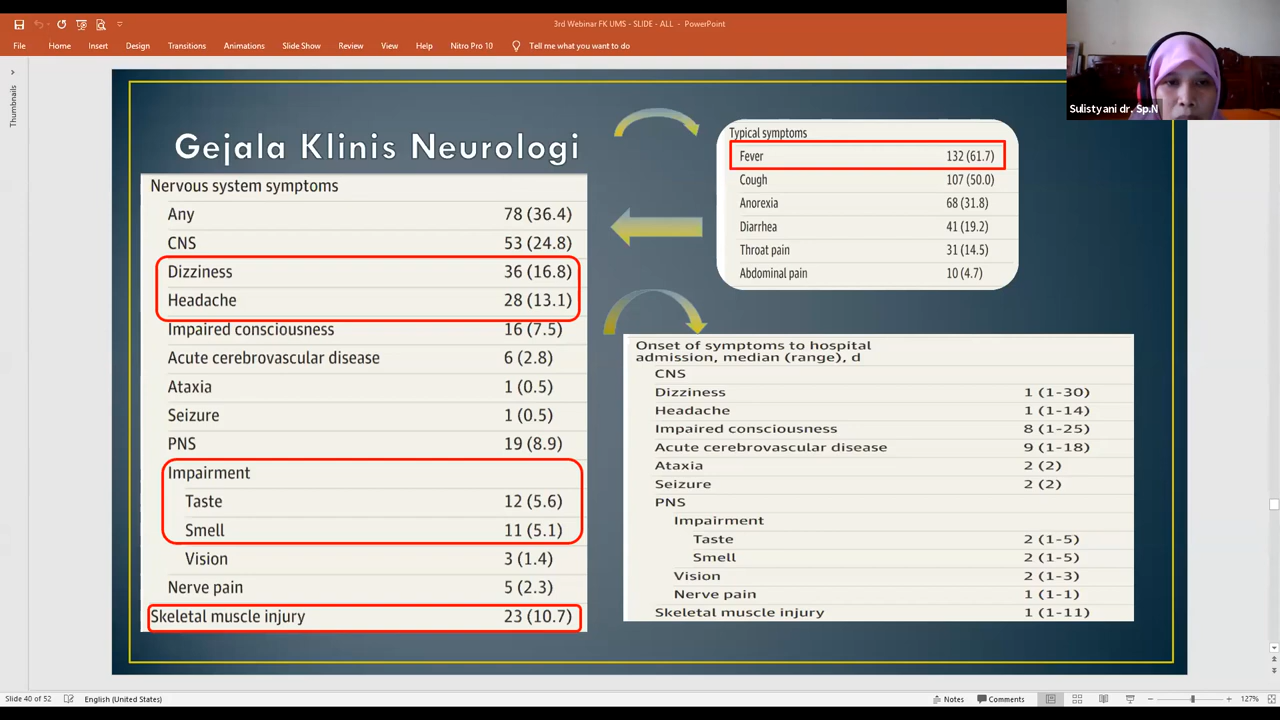 3rd Webinar FK UMS - SLIDE - ALL - PowerPoint
File Home Insert Design Transitions Animations Slide Show Review View Help Nitro Pro 10 Tell me what you want to do
Sulistyani dr. Sp.N
Thumbnails
Gejala Klinis Neurologi
Nervous system symptoms
Any 78 (36.4)
CNS 53 (24.8)
Dizziness 36 (16.8)
Headache 28 (13.1)
Impaired consciousness 16 (7.5)
Acute cerebrovascular disease 6 (2.8)
Ataxia 1 (0.5)
Seizure 1 (0.5)
PNS 19 (8.9)
Impairment
Taste 12 (5.6)
Smell 11 (5.1)
Vision 3 (1.4)
Nerve pain 5 (2.3)
Skeletal muscle injury 23 (10.7)
Typical symptoms
Fever 132 (61.7)
Cough 107 (50.0)
Anorexia 68 (31.8)
Diarrhea 41 (19.2)
Throat pain 31 (14.5)
Abdominal pain 10 (4.7)
Onset of symptoms to hospital
admission, median (range), d
CNS
Dizziness 1 (1-30)
Headache 1 (1-14)
Impaired consciousness 8 (1-25)
Acute cerebrovascular disease 9 (1-18)
Ataxia 2 (2)
Seizure 2 (2)
PNS
Impairment
Taste 2 (1-5)
Smell 2 (1-5)
Vision 2 (1-3)
Nerve pain 1 (1-1)
Skeletal muscle injury 1 (1-11)
Slide 40 of 52 English (United States) Notes Comments 127%